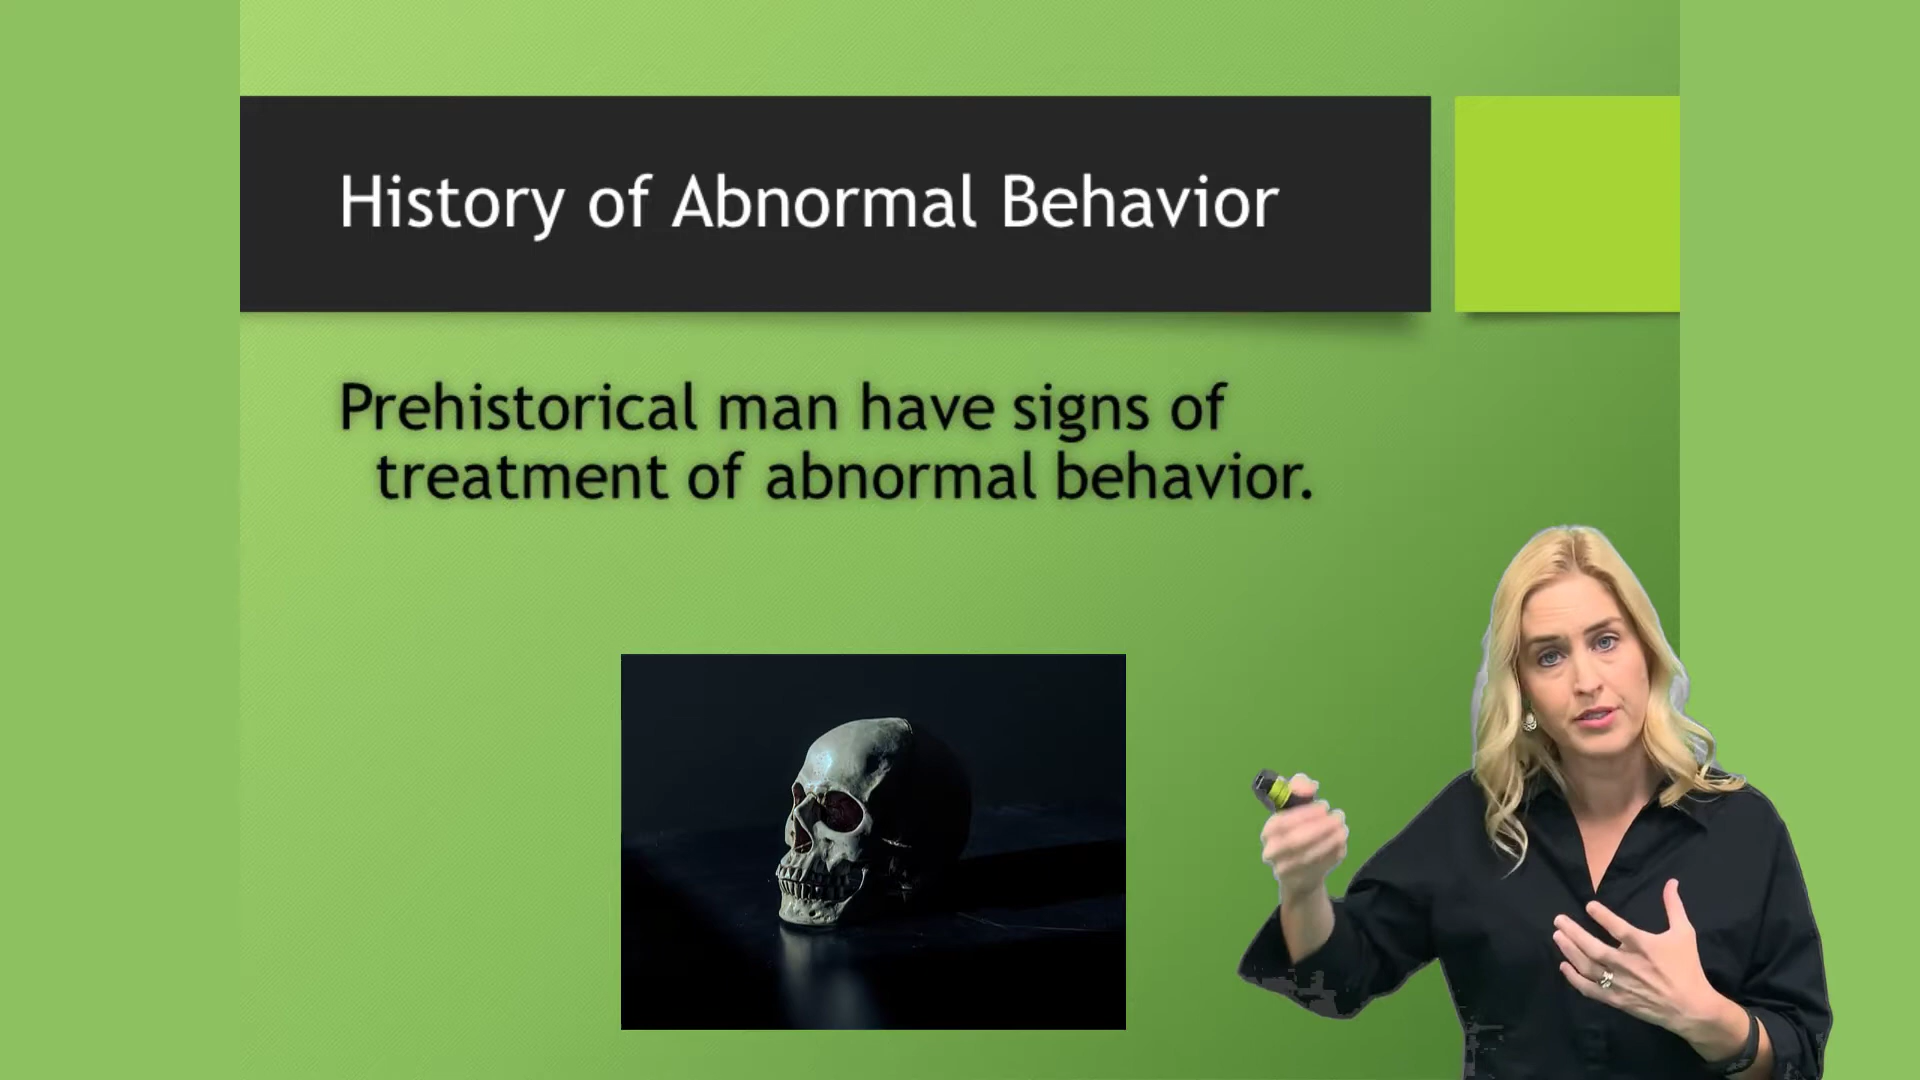 History of Abnormal Behavior
Prehistorical man have signs of
treatment of abnormal behavior.